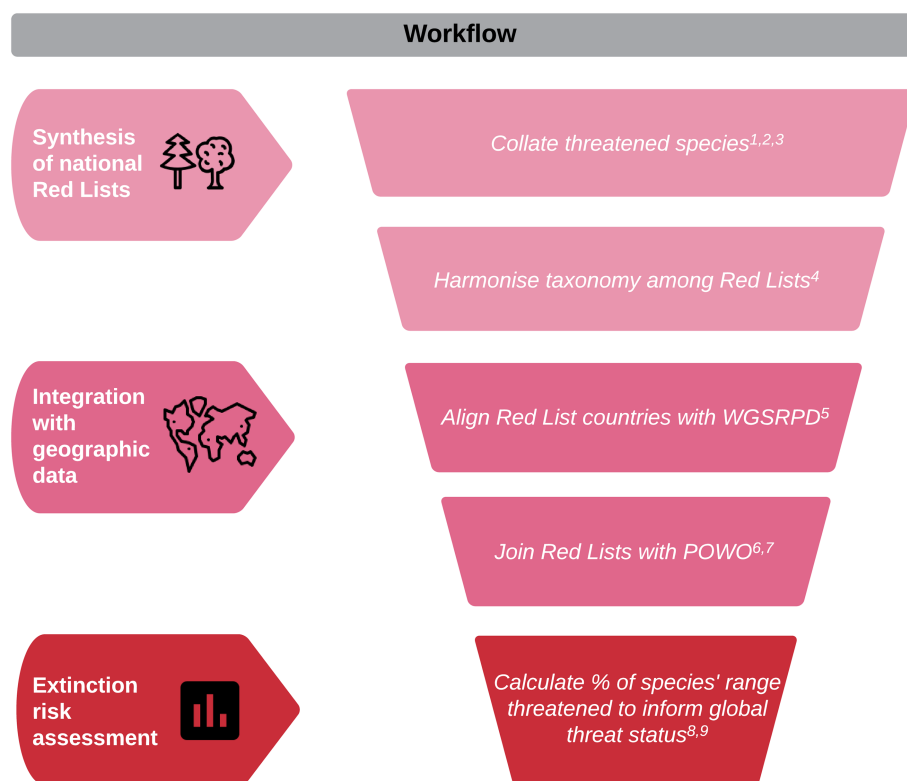 Workflow
Synthesis
of national
Red Lists
Collate threatened species1,2,3
Harmonise taxonomy among Red Lists4
Integration
with
geographic
data
Align Red List countries with WGSRPD5
Join Red Lists with POWO6,7
Extinction
risk
assessment
Calculate % of species' range
threatened to inform global
threat status8,9